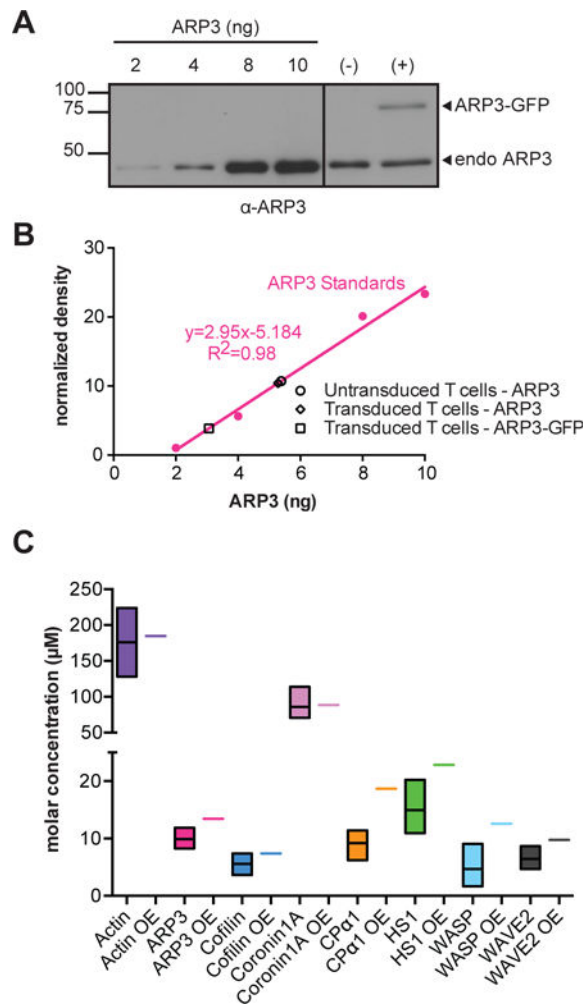 A
ARP3 (ng)
2 4 8 10 (-) (+)
100
75
50
ARP3-GFP
endo ARP3
α-ARP3
B
30
20
10
0
normalized density
ARP3 Standards
y=2.95x-5.184
R²=0.98
Untransduced T cells - ARP3
Transduced T cells - ARP3
Transduced T cells - ARP3-GFP
0 2 4 6 8 10
ARP3 (ng)
C
250
200
150
100
50
20
10
0
molar concentration (µM)
Actin
Actin OE
ARP3
ARP3 OE
Cofilin
Cofilin OE
Coronin1A
Coronin1A OE
CPα1
CPα1 OE
HS1
HS1 OE
WASP
WASP OE
WAVE2
WAVE2 OE